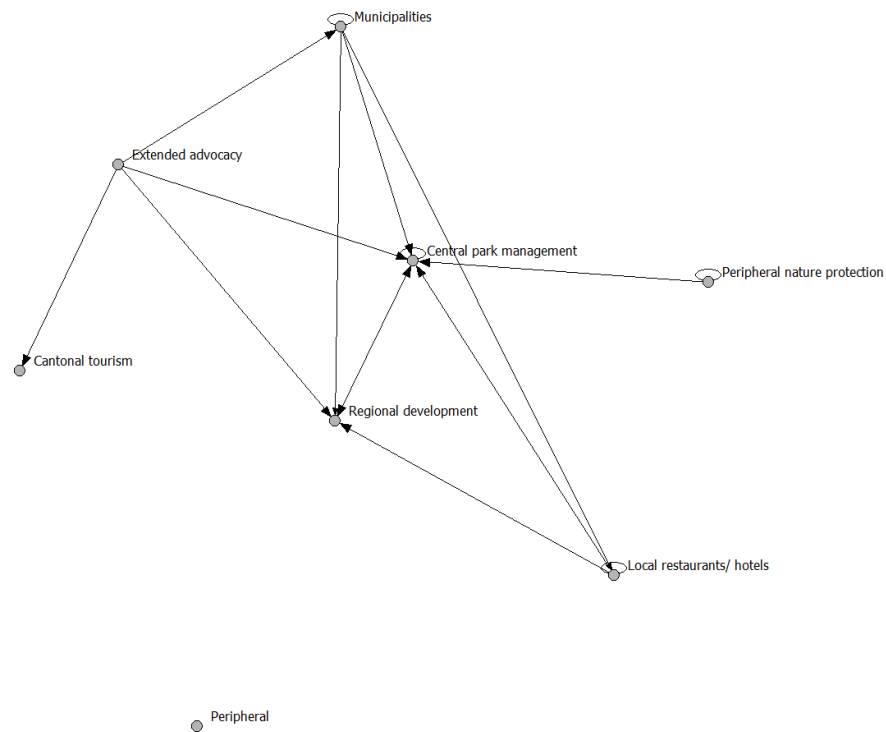 Municipalities
Extended advocacy
Central park management
Peripheral nature protection
Cantonal tourism
Regional development
Local restaurants/ hotels
Peripheral